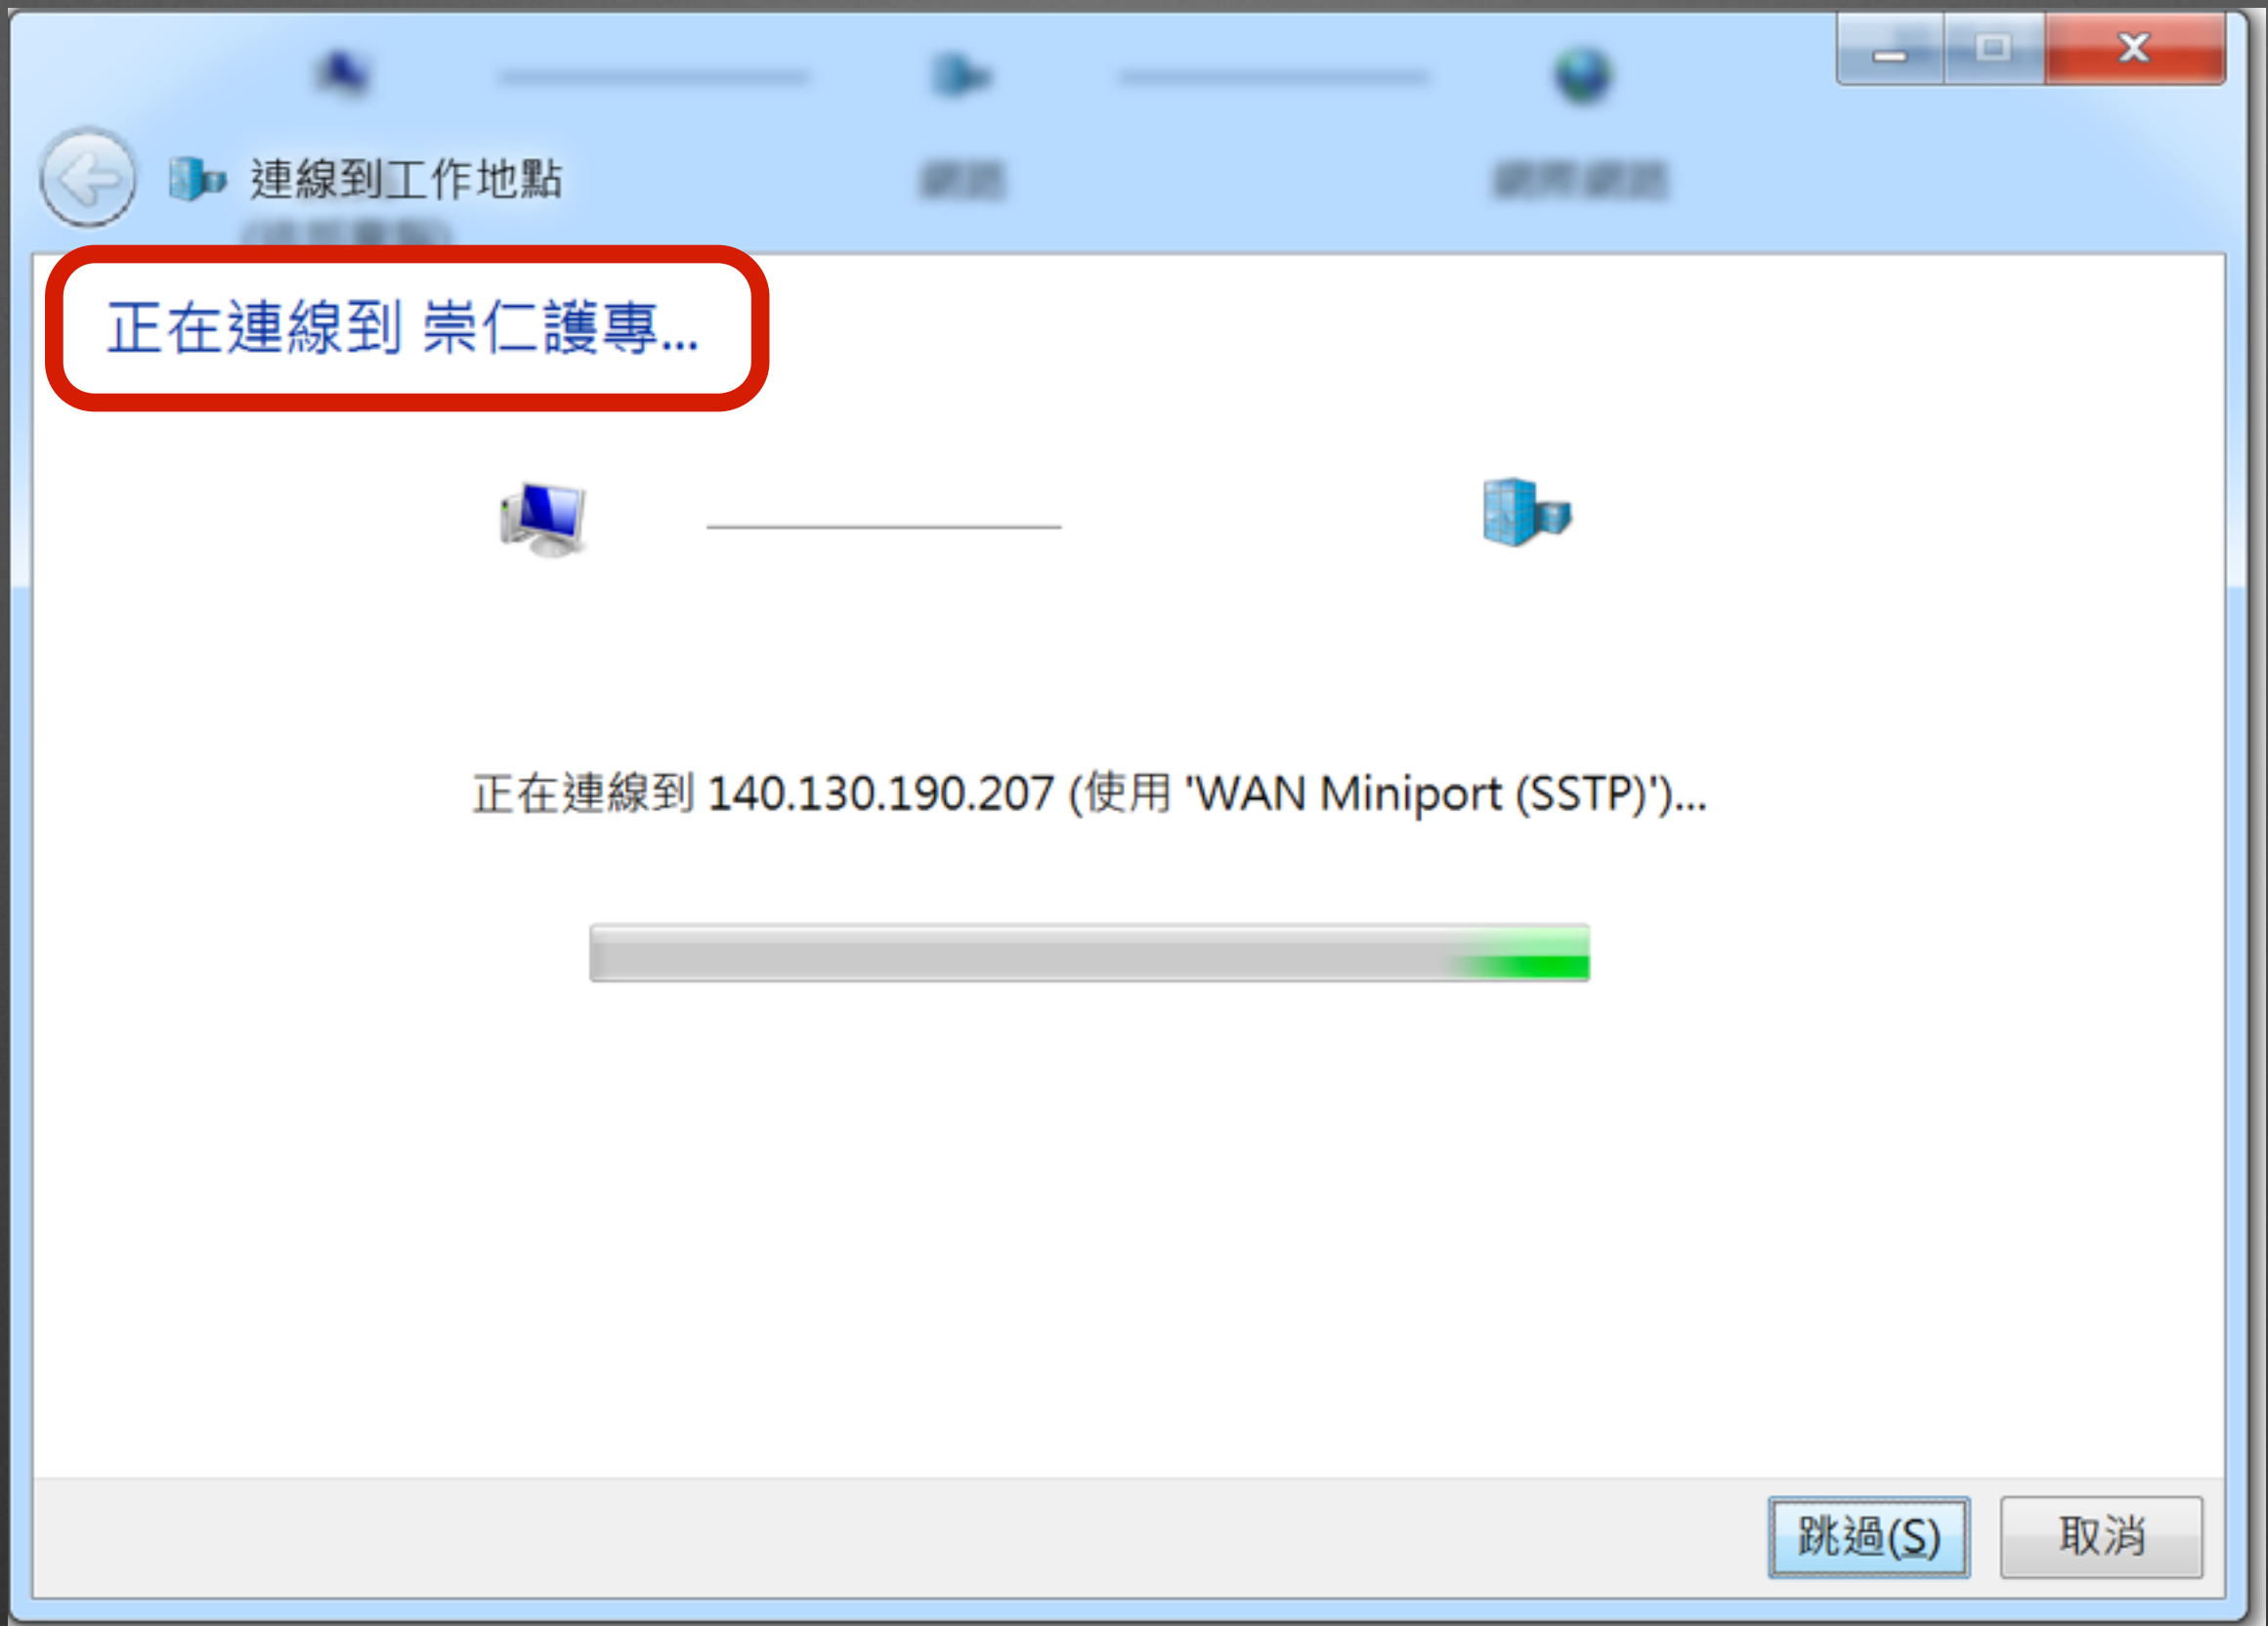 連線到工作地點
正在連線到 崇仁護專...
正在連線到 140.130.190.207 (使用 'WAN Miniport (SSTP)')...
跳過(S)
取消